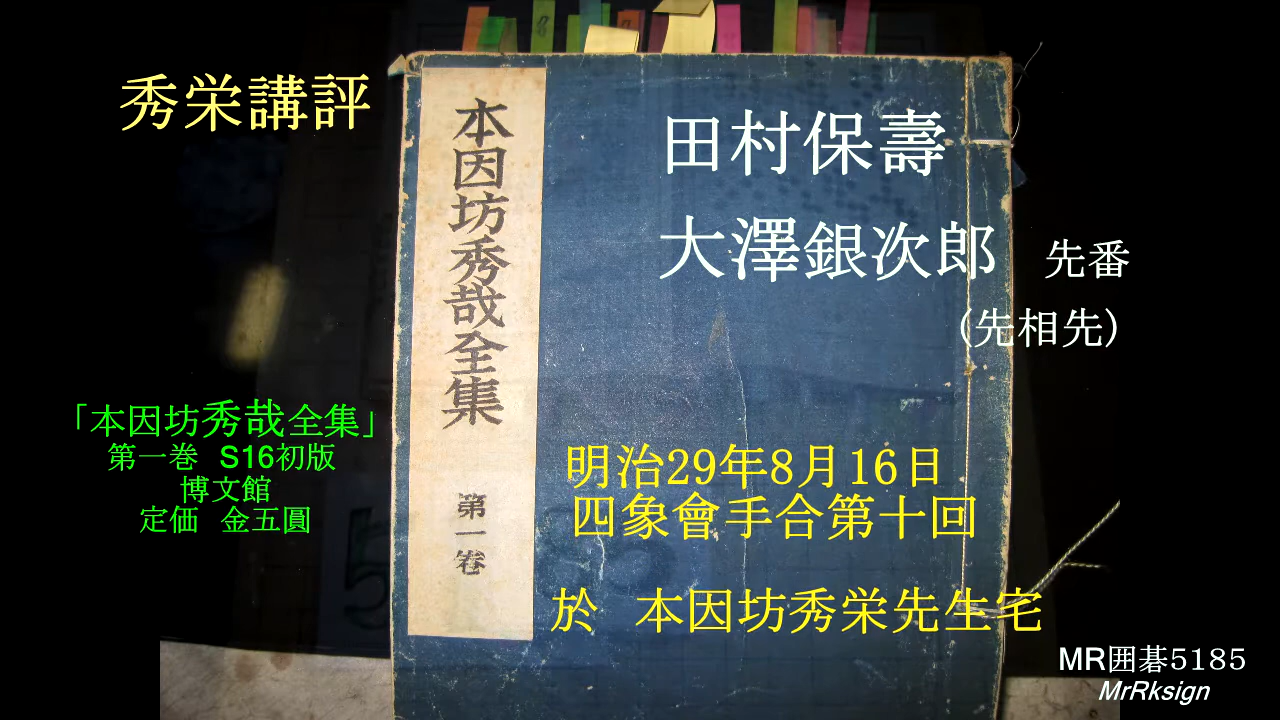 秀栄講評
本因坊秀哉全集
第一卷
田村保壽
大澤銀次郎 先番
(先相先)
「本因坊秀哉全集」
第一巻 S16初版
博文館
定価 金五圓
明治29年8月16日
四象會手合第十回
於 本因坊秀栄先生宅
MR囲碁5185
MrRksign